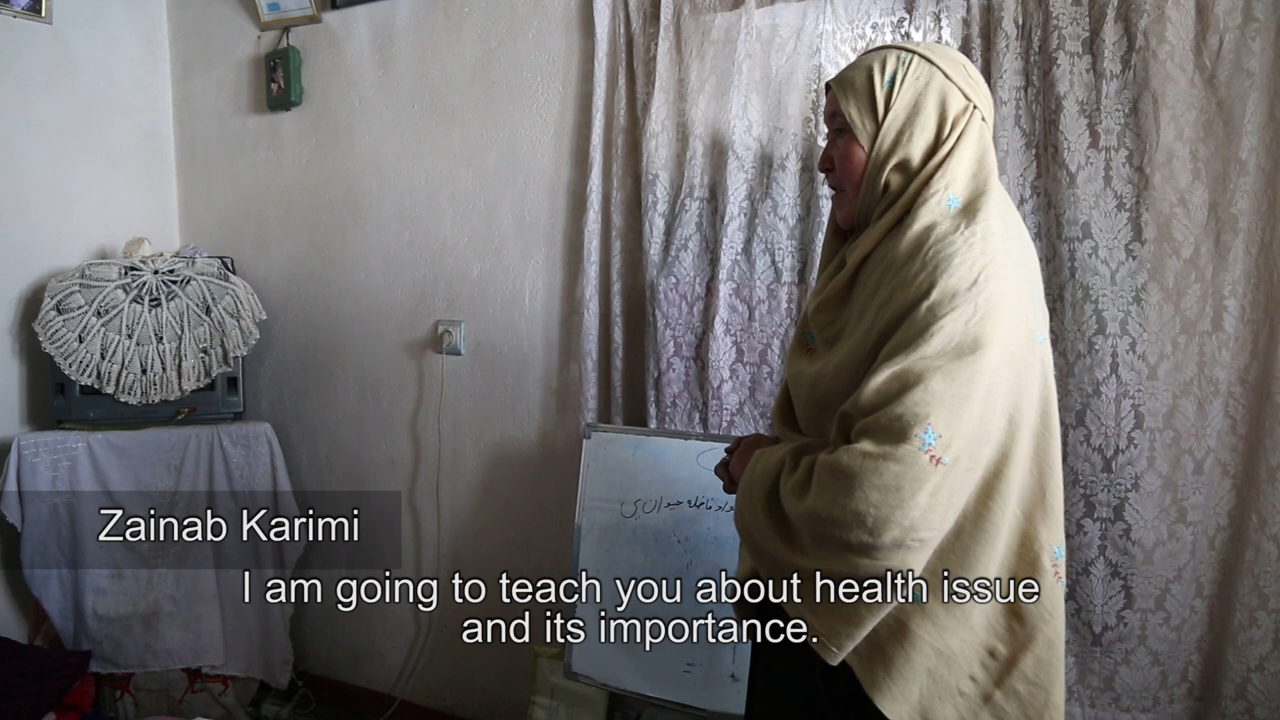 Zainab Karimi
I am going to teach you about health issue
and its importance.